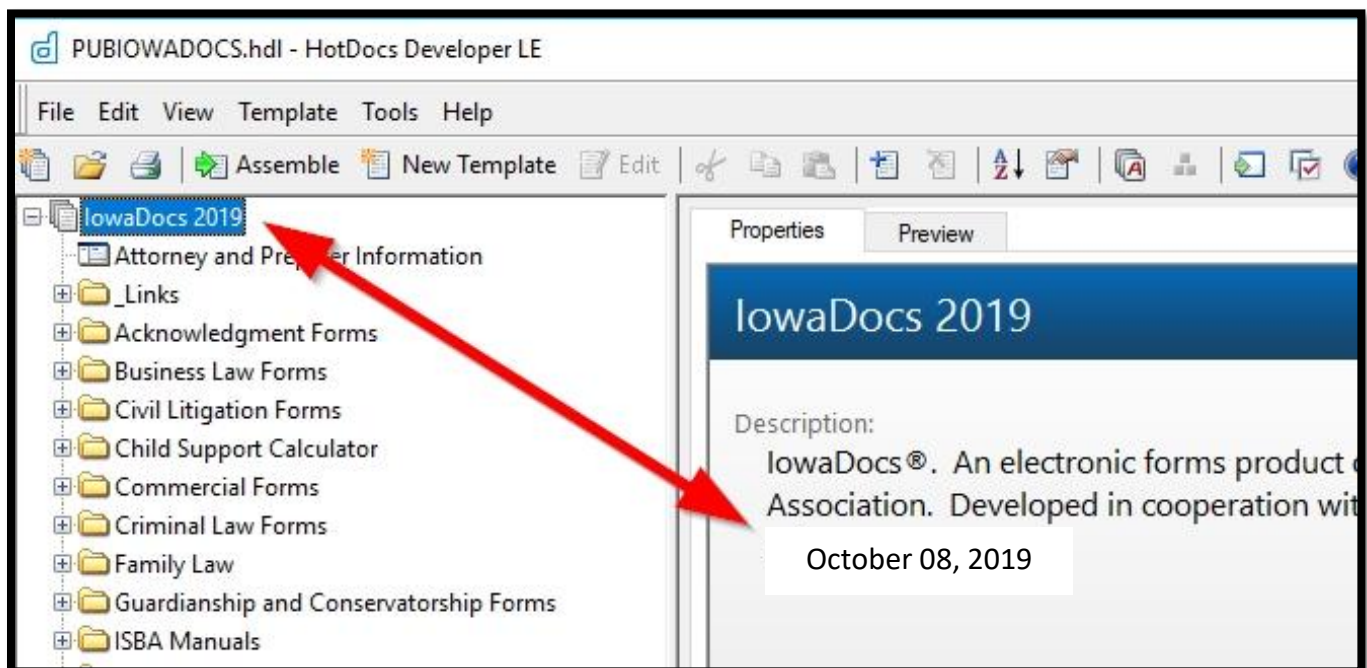 PUBIOWADOCS.hdl - HotDocs Developer LE
File Edit View Template Tools Help
Assemble New Template Edit
IowaDocs 2019
Attorney and Preparer Information
_Links
Acknowledgment Forms
Business Law Forms
Civil Litigation Forms
Child Support Calculator
Commercial Forms
Criminal Law Forms
Family Law
Guardianship and Conservatorship Forms
ISBA Manuals
Properties Preview
IowaDocs 2019
Description:
IowaDocs®. An electronic forms product
Association. Developed in cooperation
October 08, 2019